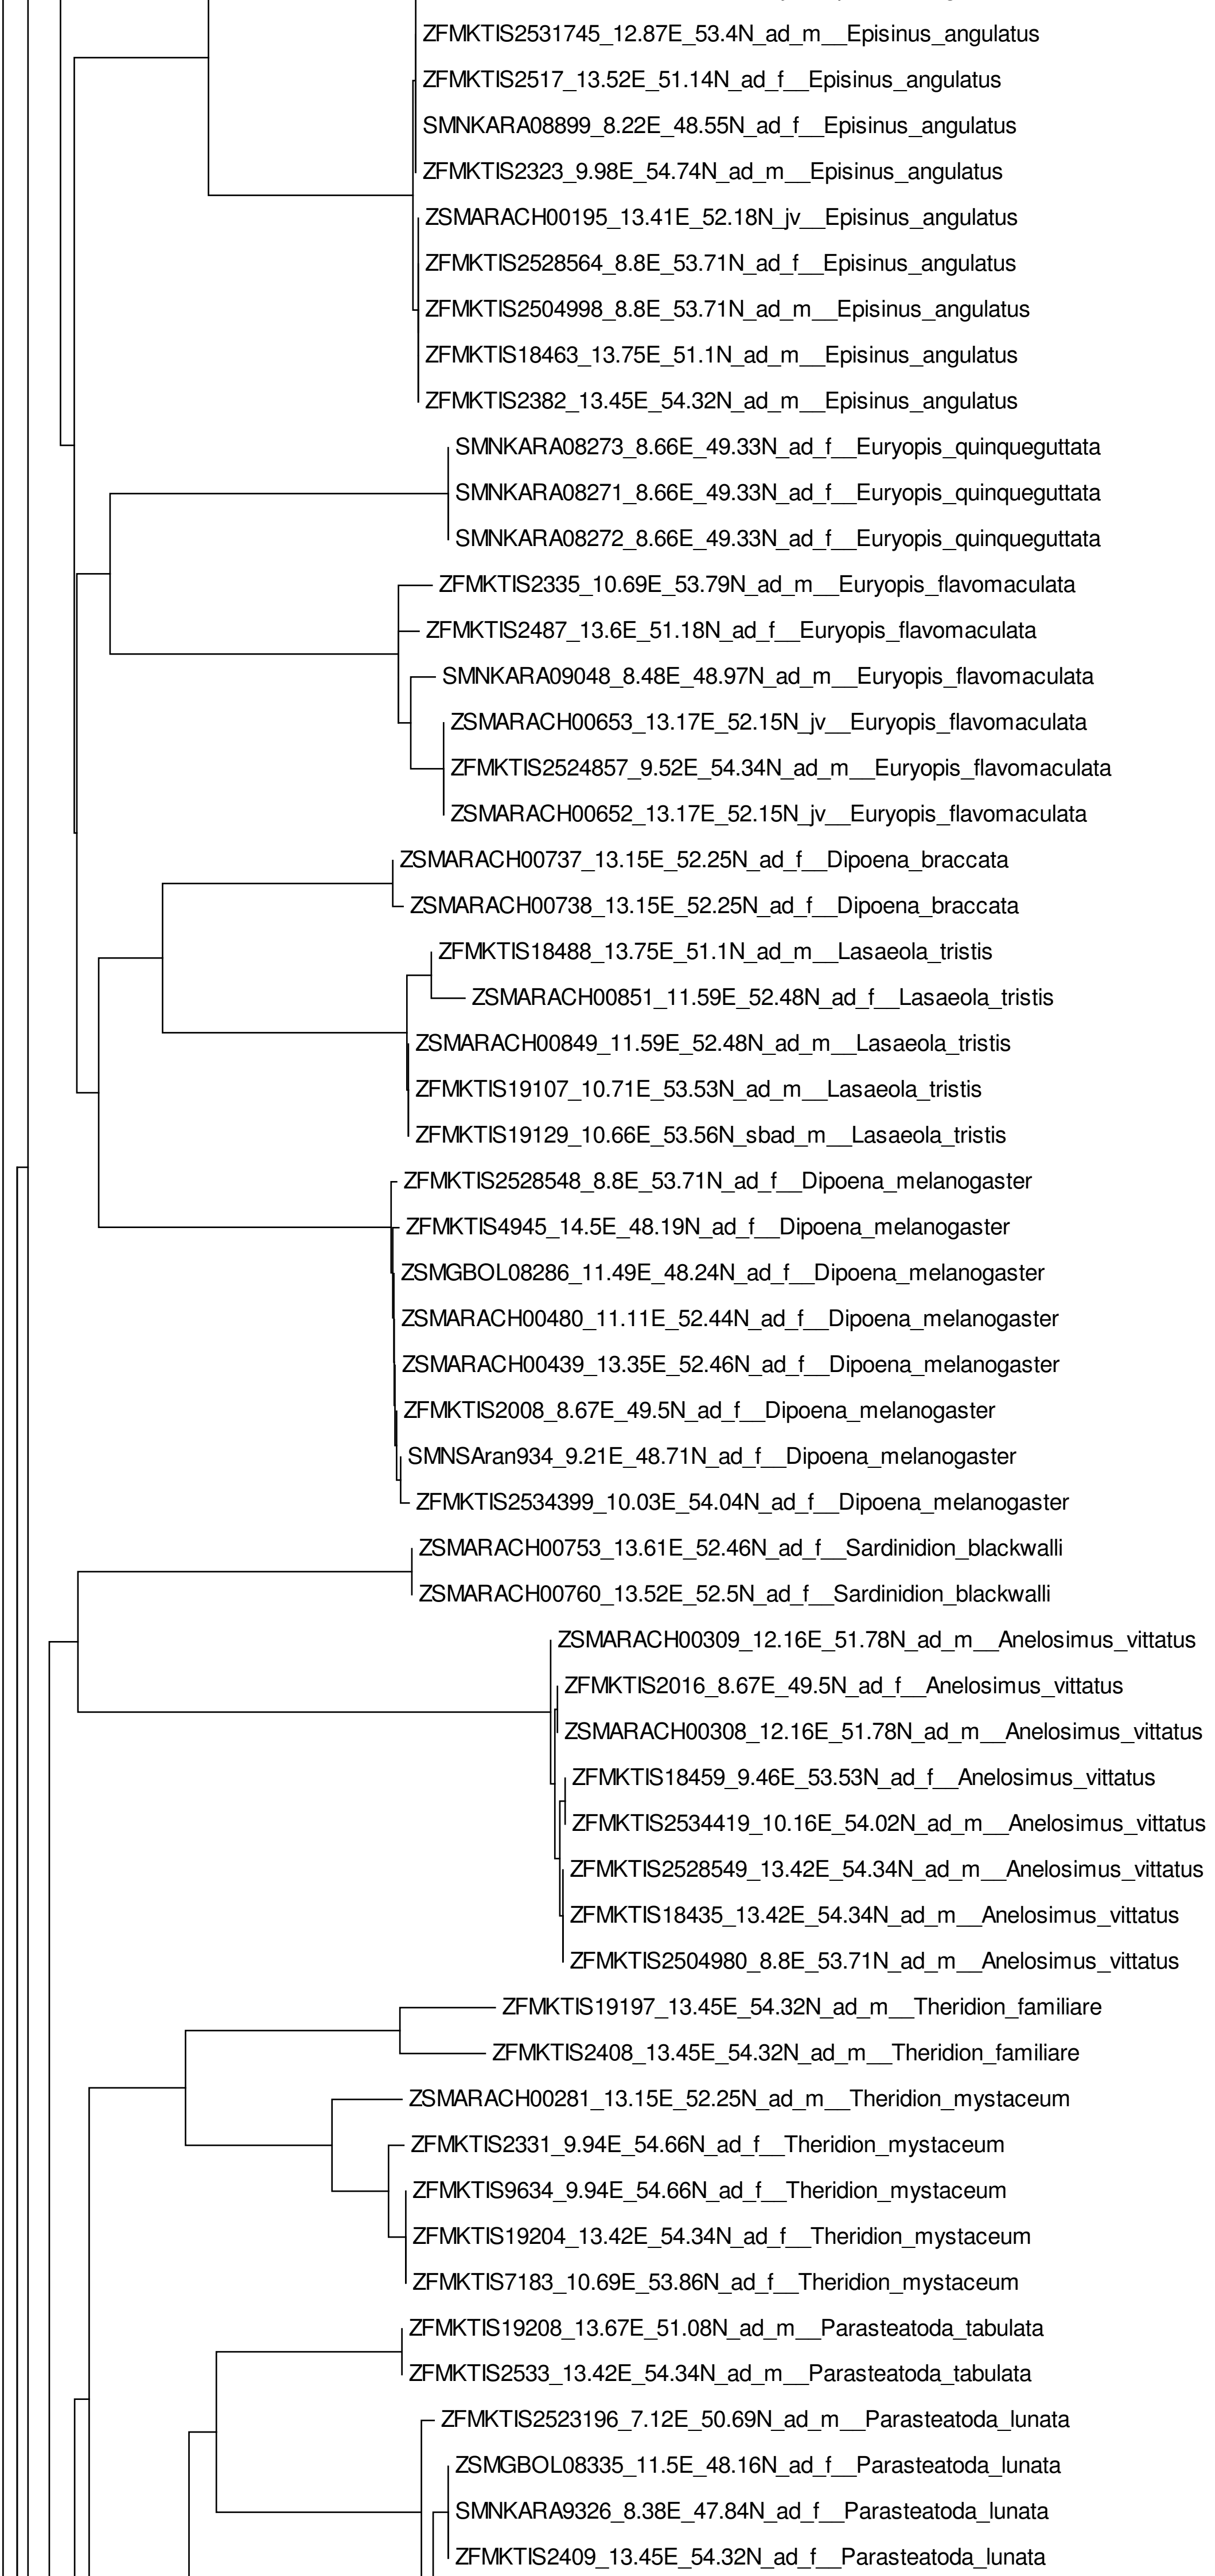 ZFMKTIS2531745_12.87E_53.4N_ad_m__Episinus_angulatus
ZFMKTIS2517_13.52E_51.14N_ad_f__Episinus_angulatus
SMNKARA08899_8.22E_48.55N_ad_f__Episinus_angulatus
ZFMKTIS2323_9.98E_54.74N_ad_m__Episinus_angulatus
ZSMARACH00195_13.41E_52.18N_jv__Episinus_angulatus
ZFMKTIS2528564_8.8E_53.71N_ad_f__Episinus_angulatus
ZFMKTIS2504998_8.8E_53.71N_ad_m__Episinus_angulatus
ZFMKTIS18463_13.75E_51.1N_ad_m__Episinus_angulatus
ZFMKTIS2382_13.45E_54.32N_ad_m__Episinus_angulatus
SMNKARA08273_8.66E_49.33N_ad_f__Euryopis_quinqueguttata
SMNKARA08271_8.66E_49.33N_ad_f__Euryopis_quinqueguttata
SMNKARA08272_8.66E_49.33N_ad_f__Euryopis_quinqueguttata
ZFMKTIS2335_10.69E_53.79N_ad_m__Euryopis_flavomaculata
ZFMKTIS2487_13.6E_51.18N_ad_f__Euryopis_flavomaculata
SMNKARA09048_8.48E_48.97N_ad_m__Euryopis_flavomaculata
ZSMARACH00653_13.17E_52.15N_jv__Euryopis_flavomaculata
ZFMKTIS2524857_9.52E_54.34N_ad_m__Euryopis_flavomaculata
ZSMARACH00652_13.17E_52.15N_jv__Euryopis_flavomaculata
ZSMARACH00737_13.15E_52.25N_ad_f__Dipoena_braccata
ZSMARACH00738_13.15E_52.25N_ad_f__Dipoena_braccata
ZFMKTIS18488_13.75E_51.1N_ad_m__Lasaeola_tristis
ZSMARACH00851_11.59E_52.48N_ad_f__Lasaeola_tristis
ZSMARACH00849_11.59E_52.48N_ad_m__Lasaeola_tristis
ZFMKTIS19107_10.71E_53.53N_ad_m__Lasaeola_tristis
ZFMKTIS19129_10.66E_53.56N_sbad_m__Lasaeola_tristis
ZFMKTIS2528548_8.8E_53.71N_ad_f__Dipoena_melanogaster
ZFMKTIS4945_14.5E_48.19N_ad_f__Dipoena_melanogaster
ZSMGBOL08286_11.49E_48.24N_ad_f__Dipoena_melanogaster
ZSMARACH00480_11.11E_52.44N_ad_f__Dipoena_melanogaster
ZSMARACH00439_13.35E_52.46N_ad_f__Dipoena_melanogaster
ZFMKTIS2008_8.67E_49.5N_ad_f__Dipoena_melanogaster
SMNSAran934_9.21E_48.71N_ad_f__Dipoena_melanogaster
ZFMKTIS2534399_10.03E_54.04N_ad_f__Dipoena_melanogaster
ZSMARACH00753_13.61E_52.46N_ad_f__Sardinidion_blackwalli
ZSMARACH00760_13.52E_52.5N_ad_f__Sardinidion_blackwalli
ZSMARACH00309_12.16E_51.78N_ad_m__Anelosimus_vittatus
ZFMKTIS2016_8.67E_49.5N_ad_f__Anelosimus_vittatus
ZSMARACH00308_12.16E_51.78N_ad_m__Anelosimus_vittatus
ZFMKTIS18459_9.46E_53.53N_ad_f__Anelosimus_vittatus
ZFMKTIS2534419_10.16E_54.02N_ad_m__Anelosimus_vittatus
ZFMKTIS2528549_13.42E_54.34N_ad_m__Anelosimus_vittatus
ZFMKTIS18435_13.42E_54.34N_ad_m__Anelosimus_vittatus
ZFMKTIS2504980_8.8E_53.71N_ad_m__Anelosimus_vittatus
ZFMKTIS19197_13.45E_54.32N_ad_m__Theridion_familiare
ZFMKTIS2408_13.45E_54.32N_ad_m__Theridion_familiare
ZSMARACH00281_13.15E_52.25N_ad_m__Theridion_mystaceum
ZFMKTIS2331_9.94E_54.66N_ad_f__Theridion_mystaceum
ZFMKTIS9634_9.94E_54.66N_ad_f__Theridion_mystaceum
ZFMKTIS19204_13.42E_54.34N_ad_f__Theridion_mystaceum
ZFMKTIS7183_10.69E_53.86N_ad_f__Theridion_mystaceum
ZFMKTIS19208_13.67E_51.08N_ad_m__Parasteatoda_tabulata
ZFMKTIS2533_13.42E_54.34N_ad_m__Parasteatoda_tabulata
ZFMKTIS2523196_7.12E_50.69N_ad_m__Parasteatoda_lunata
ZSMGBOL08335_11.5E_48.16N_ad_f__Parasteatoda_lunata
SMNKARA9326_8.38E_47.84N_ad_f__Parasteatoda_lunata
ZFMKTIS2409_13.45E_54.32N_ad_f__Parasteatoda_lunata